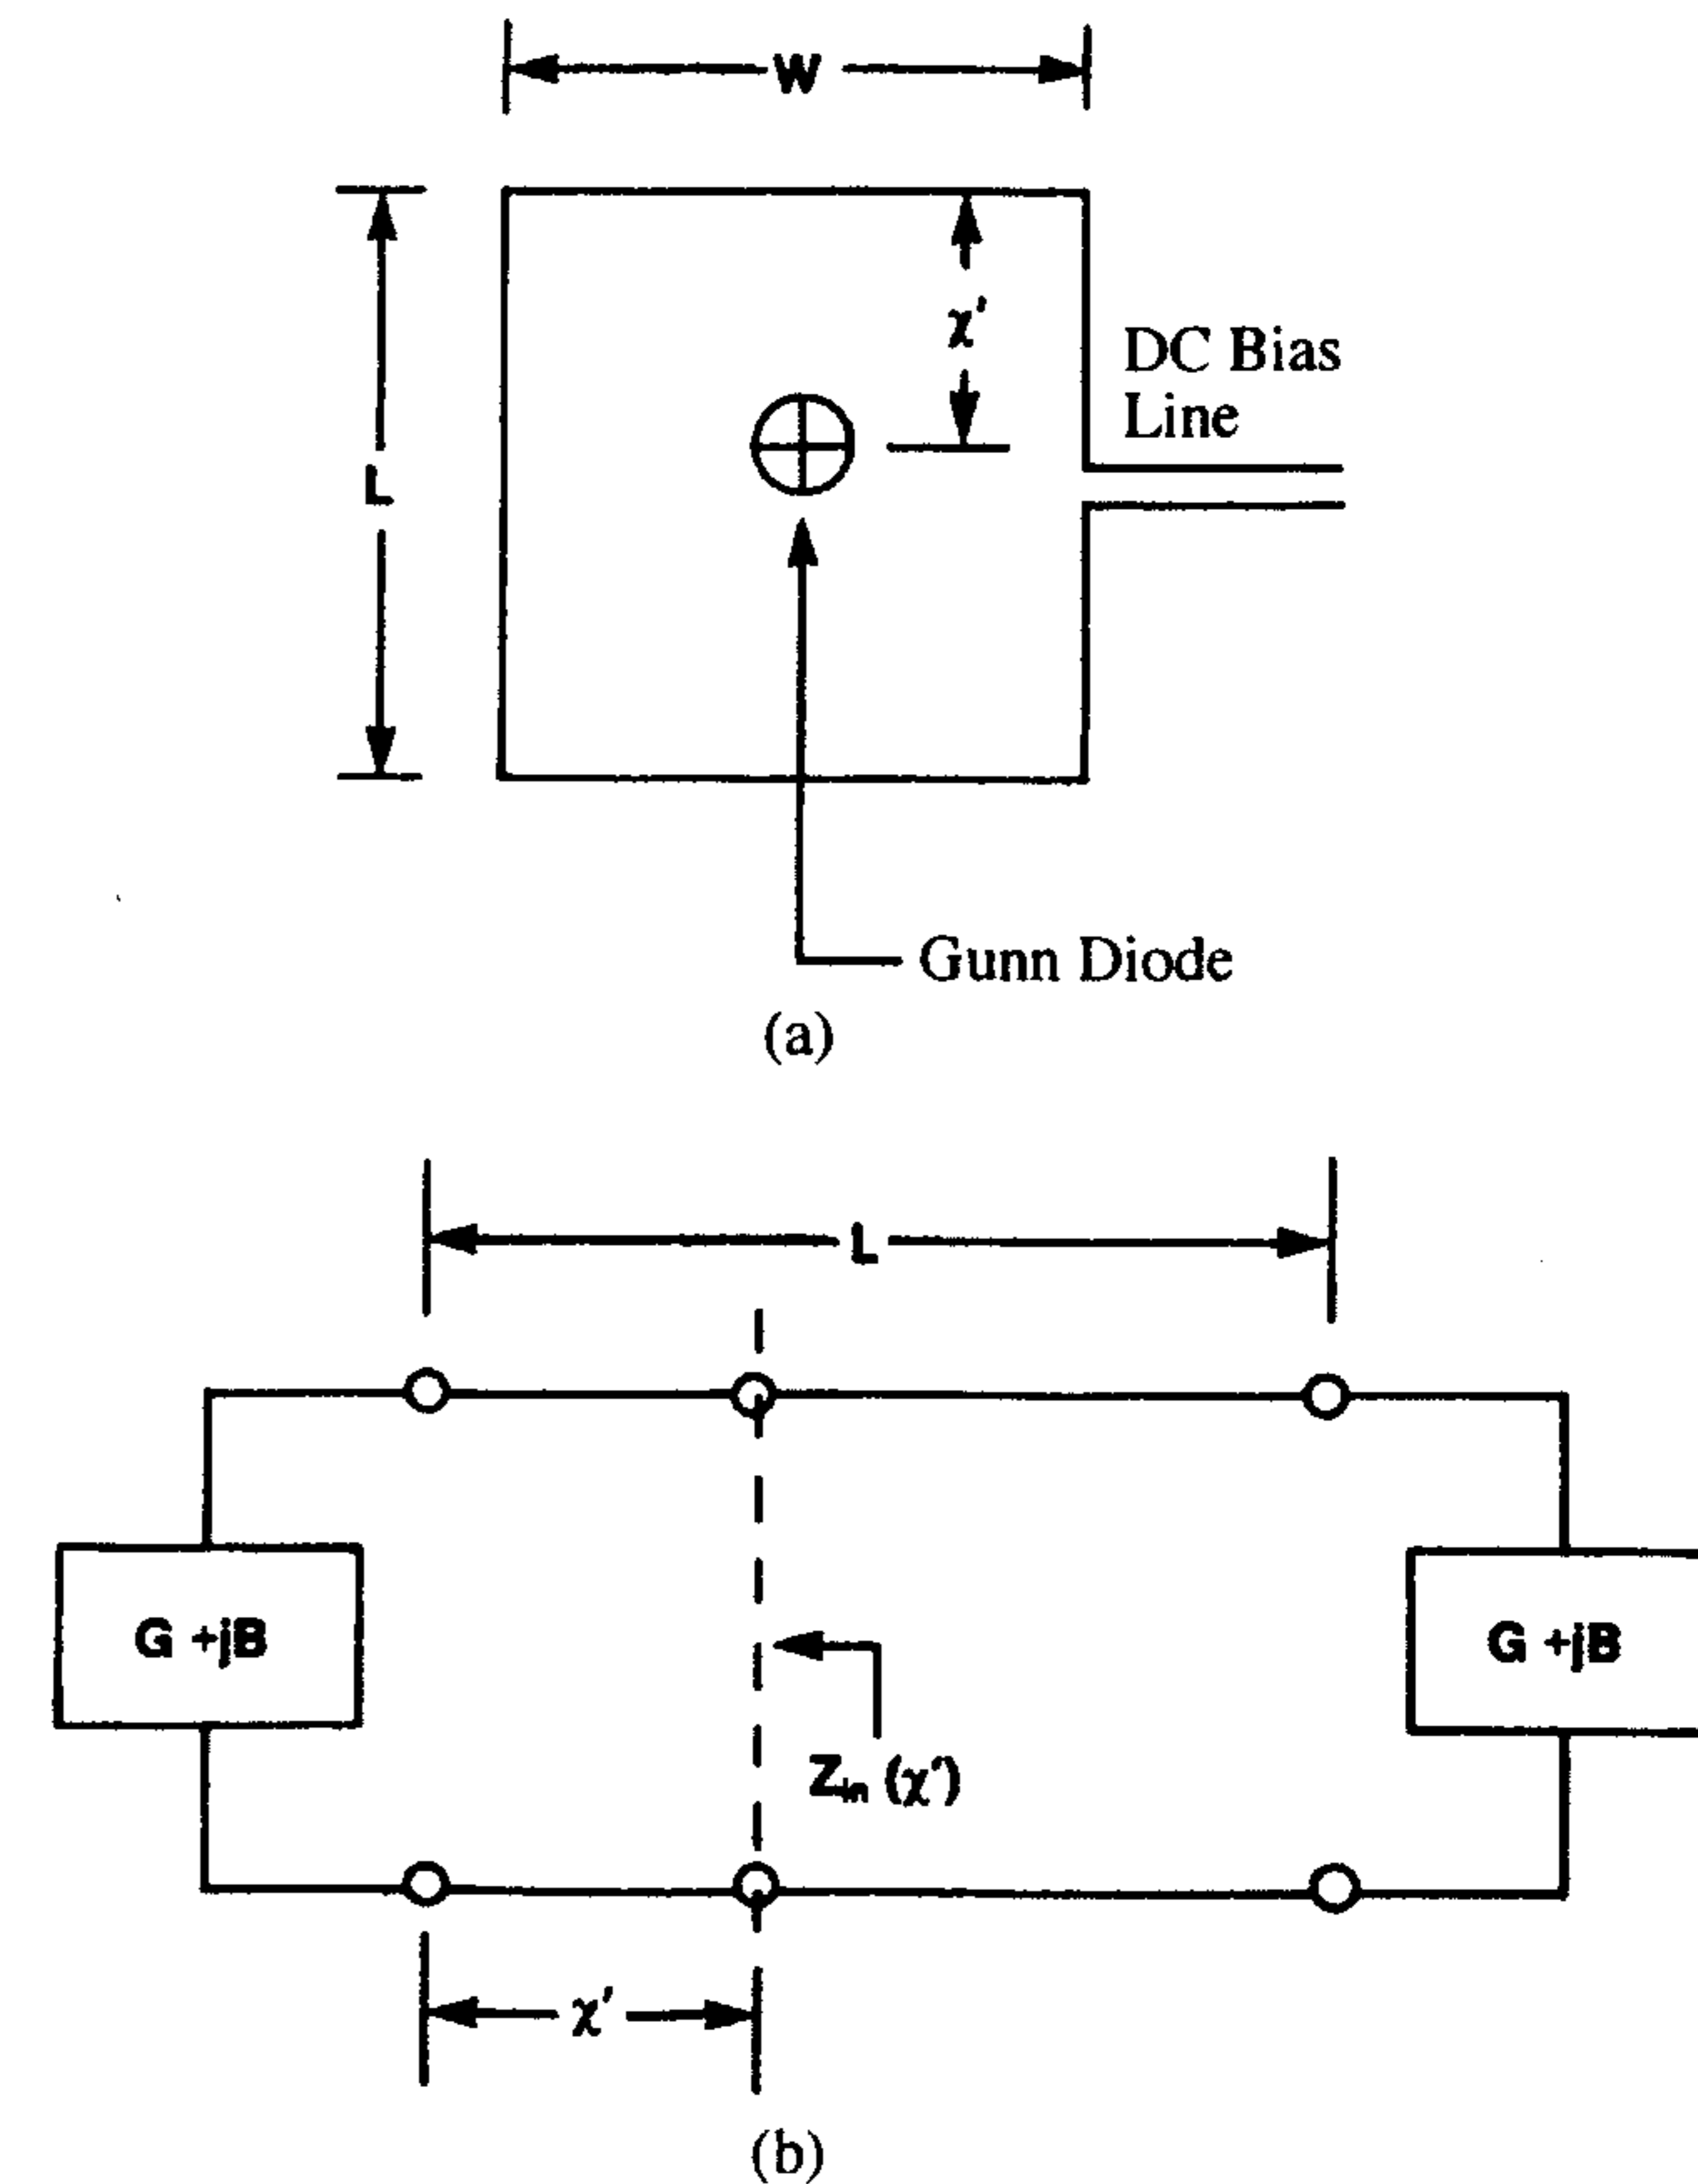 W
χ'
DC Bias
Line
L
Gunn Diode
(a)
L
G +jB
G +jB
Zin (χ')
χ'
(b)